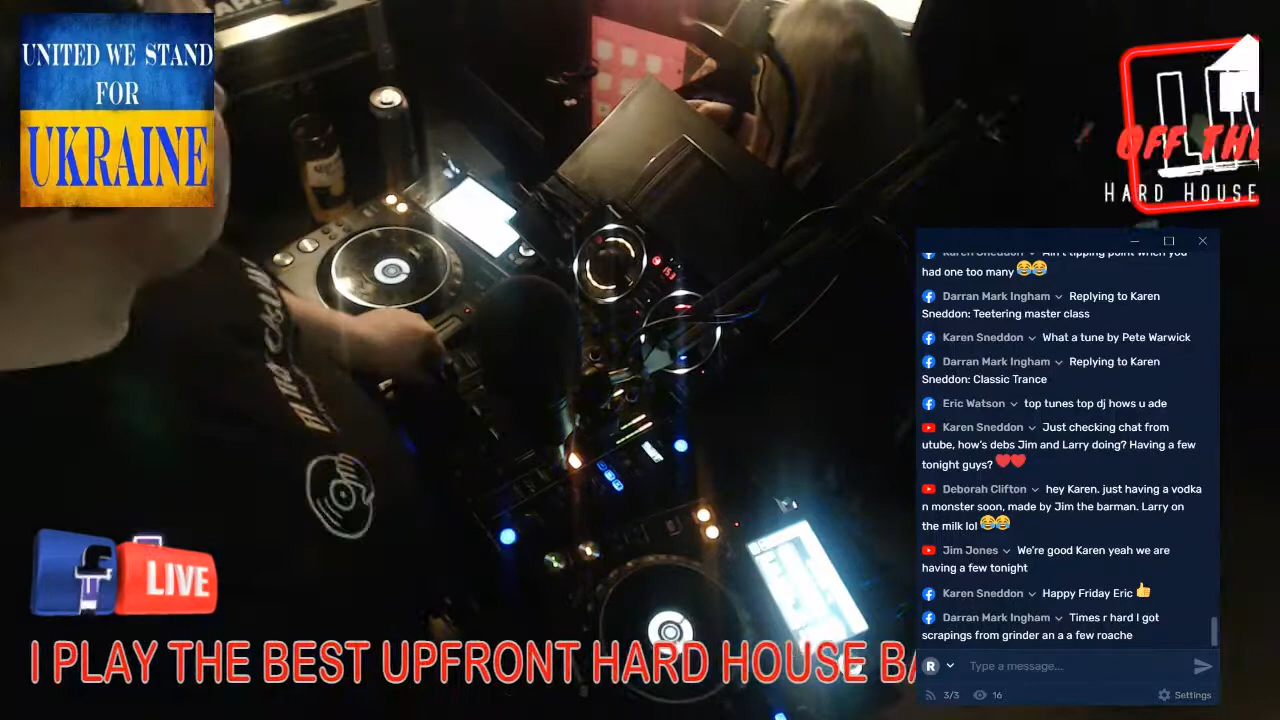 UNITED WE STAND
FOR
UKRAINE
OFF THE
HARD HOUSE
had one too many 😂😂
Darran Mark Ingham Replying to Karen
Sneddon: Teetering master class
Karen Sneddon What a tune by Pete Warwick
Darran Mark Ingham Replying to Karen
Sneddon: Classic Trance
Eric Watson top tunes top dj hows u ade
Karen Sneddon Just checking chat from
utube, how's debs Jim and Larry doing? Having a few
tonight guys? ❤️❤️
Deborah Clifton hey Karen. just having a vodka
n monster soon, made by Jim the barman. Larry on
the milk lol 😂😂
Jim Jones We're good Karen yeah we are
having a few tonight
Karen Sneddon Happy Friday Eric 👍
Darran Mark Ingham Times r hard I got
scrapings from grinder an a a few roache
R Type a message...
3/3 16 Settings
f LIVE
I PLAY THE BEST UPFRONT HARD HOUSE BA